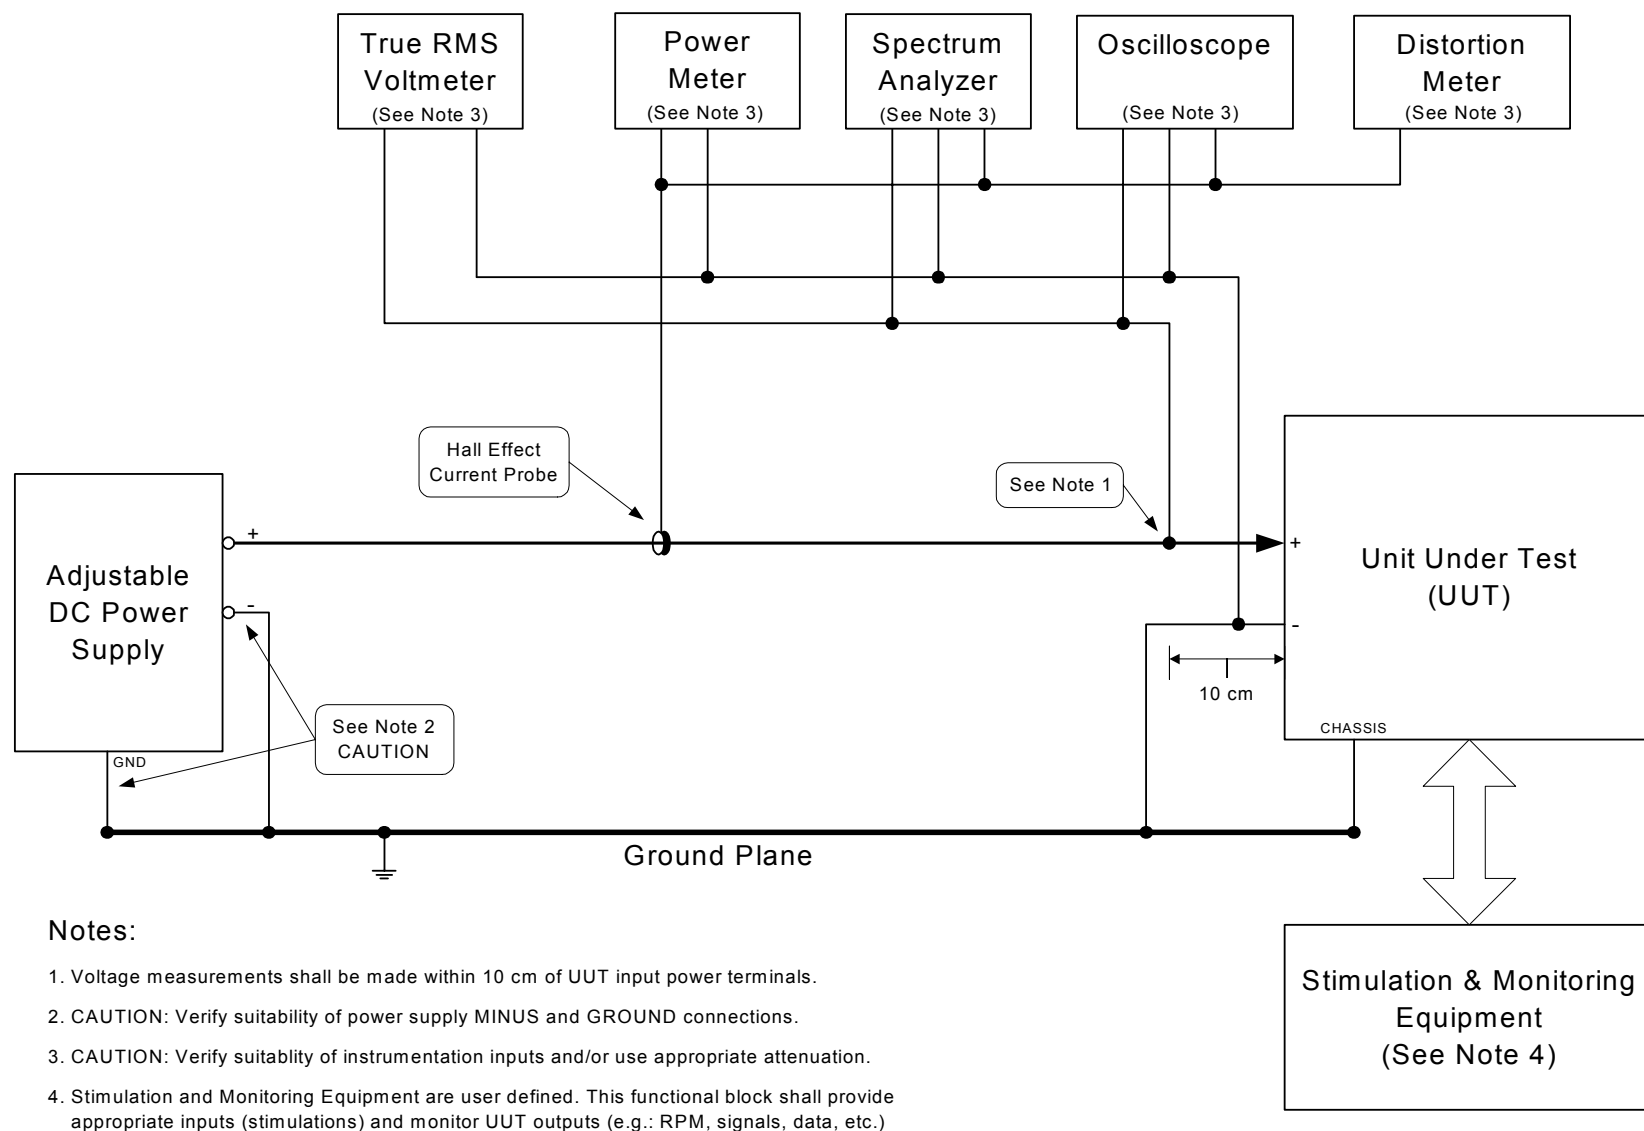 True RMS
Voltmeter
(See Note 3)
Power
Meter
(See Note 3)
Spectrum
Analyzer
(See Note 3)
Oscilloscope
(See Note 3)
Distortion
Meter
(See Note 3)
Hall Effect
Current Probe
See Note 1
Adjustable
DC Power
Supply
+
-
GND
See Note 2
CAUTION
+
-
Unit Under Test
(UUT)
10 cm
CHASSIS
Ground Plane
Stimulation & Monitoring
Equipment
(See Note 4)
Notes:
1. Voltage measurements shall be made within 10 cm of UUT input power terminals.
2. CAUTION: Verify suitability of power supply MINUS and GROUND connections.
3. CAUTION: Verify suitablity of instrumentation inputs and/or use appropriate attenuation.
4. Stimulation and Monitoring Equipment are user defined. This functional block shall provide
appropriate inputs (stimulations) and monitor UUT outputs (e.g.: RPM, signals, data, etc.)